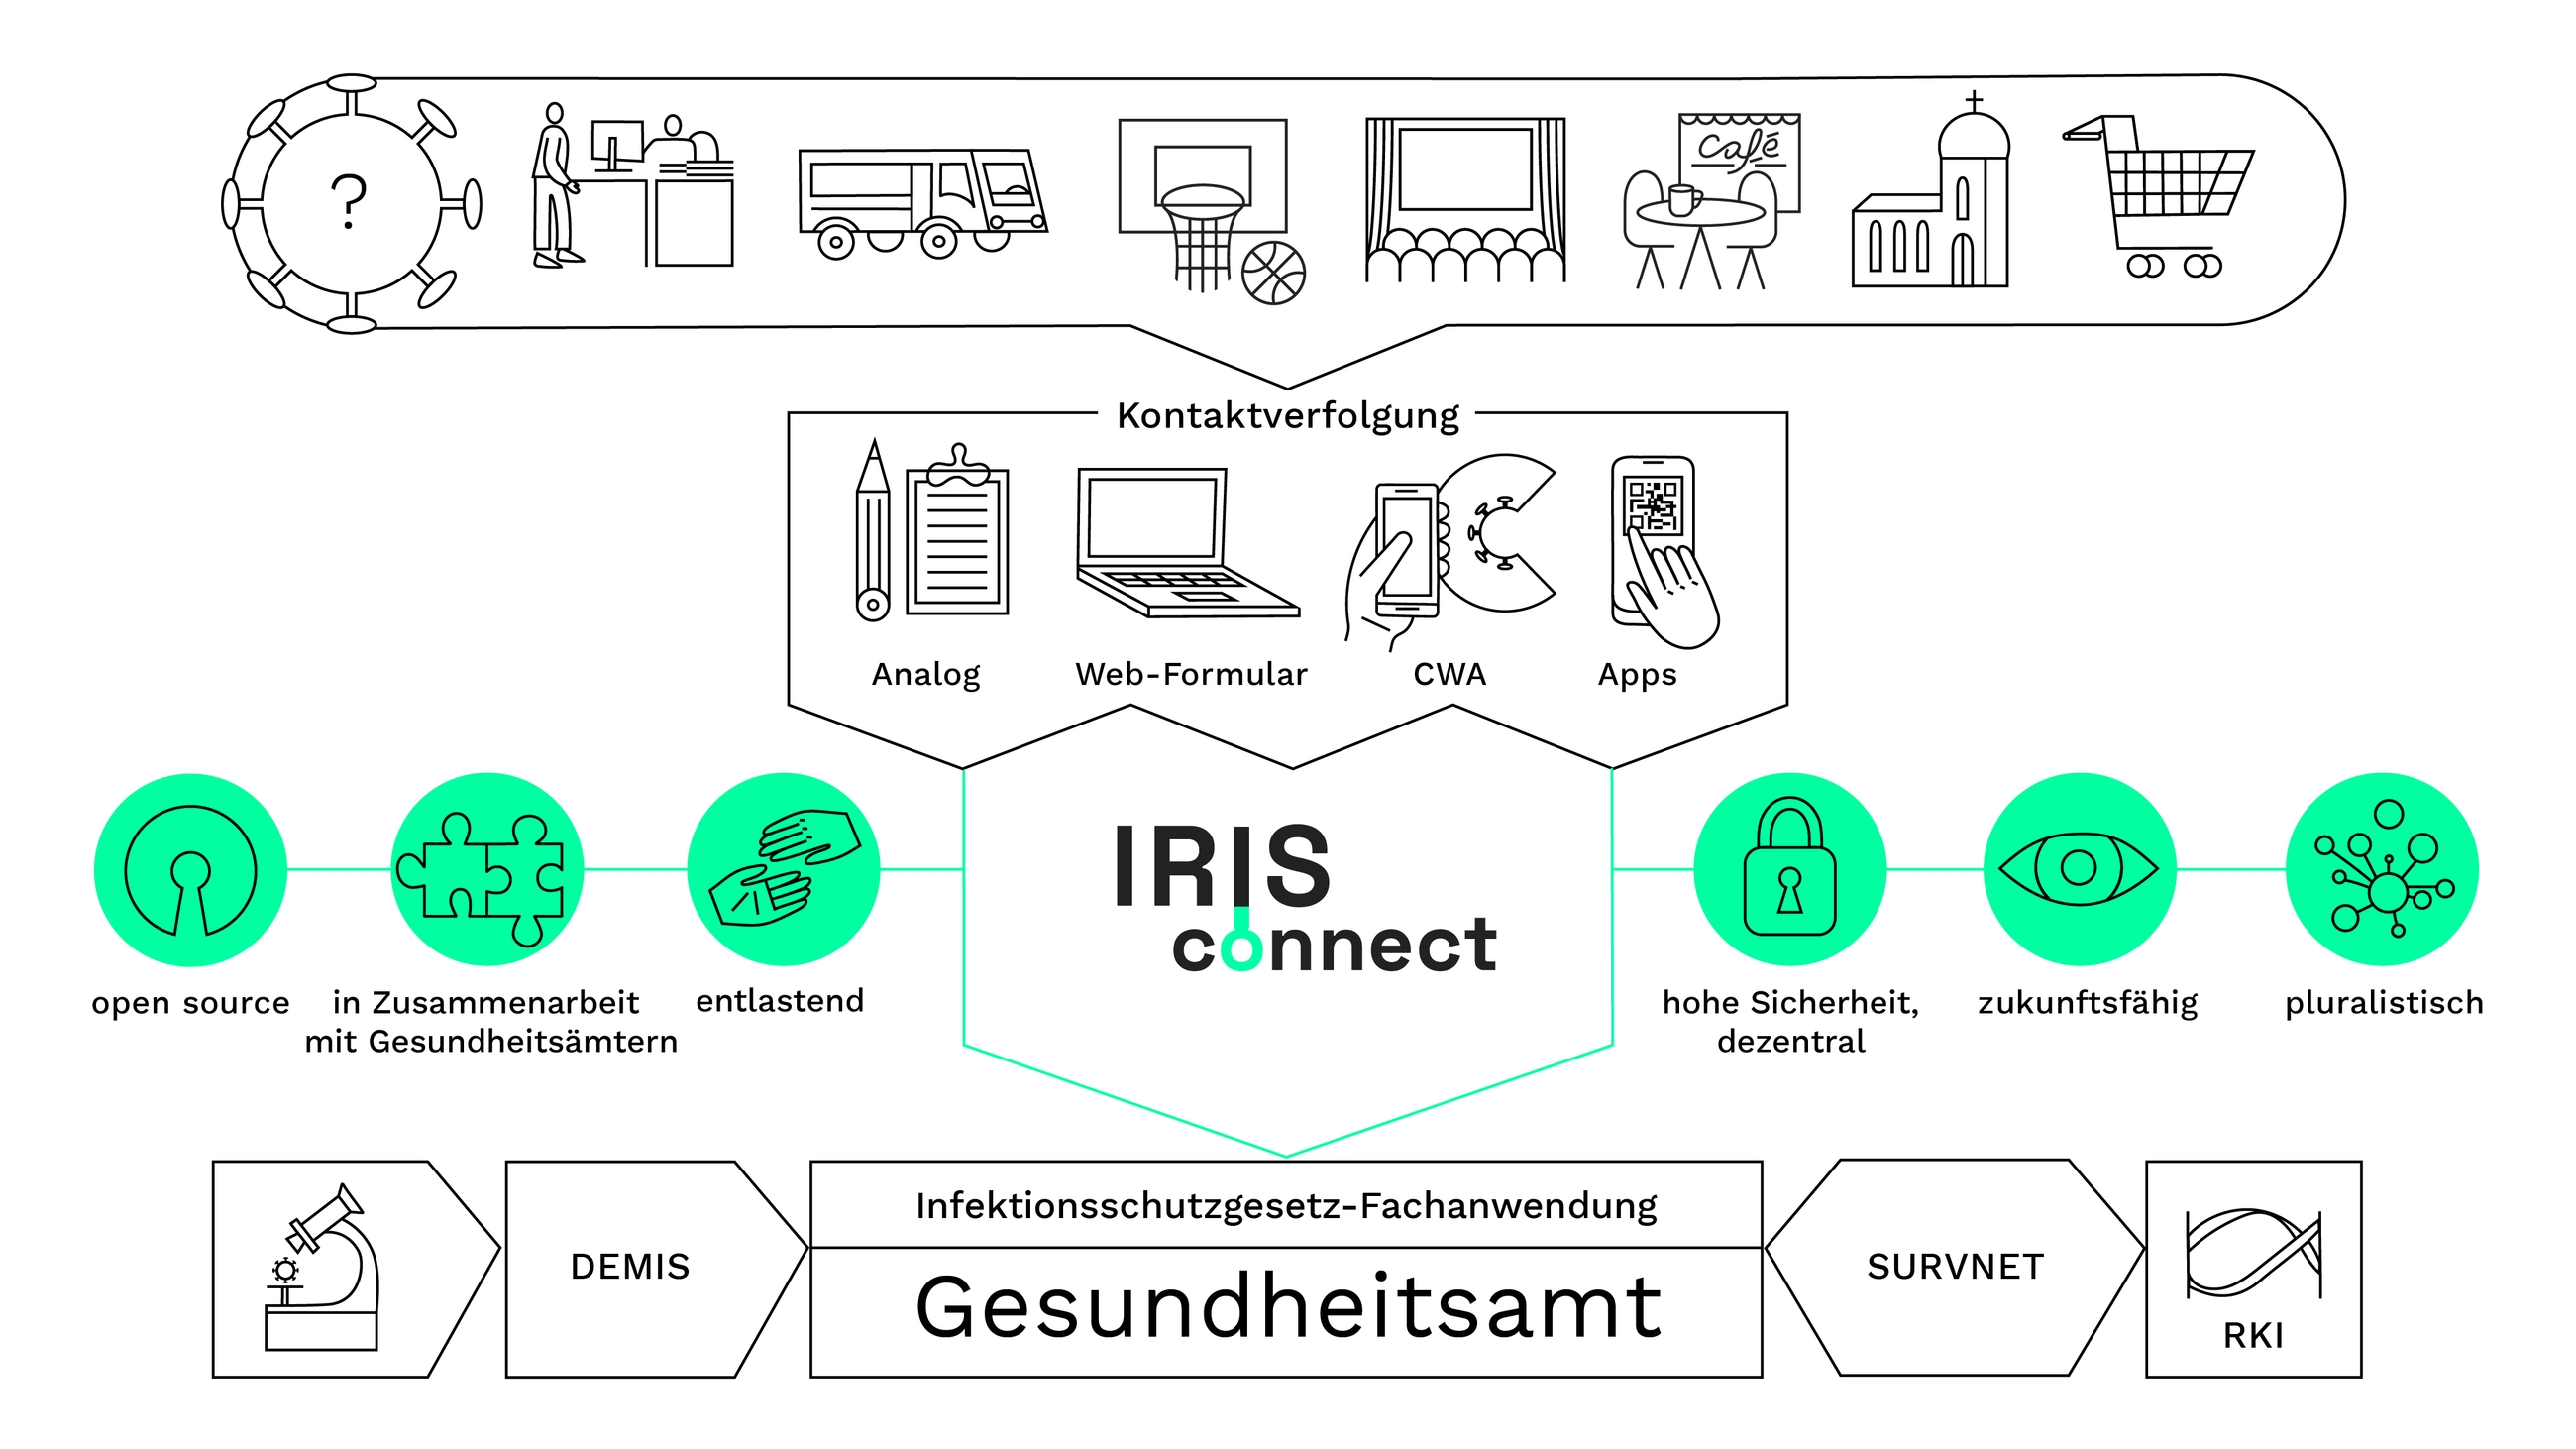 ?
Café
Kontaktverfolgung
Analog
Web-Formular
CWA
Apps
IRIS
connect
open source
in Zusammenarbeit
mit Gesundheitsämtern
entlastend
hohe Sicherheit,
dezentral
zukunftsfähig
pluralistisch
DEMIS
Infektionsschutzgesetz-Fachanwendung
Gesundheitsamt
SURVNET
RKI